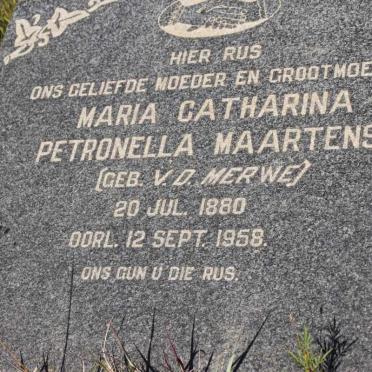 HIER RUS
ONS GELIEFDE MOEDER EN GROOTMOE
MARIA CATHARINA
PETRONELLA MAARTENS
(GEB. V.D. MERWE)
20 JUL. 1880
OORL. 12 SEPT. 1958.
ONS GUN U DIE RUS.